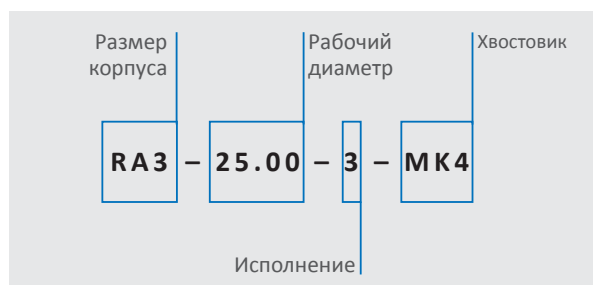 Размер
корпуса
Рабочий
диаметр
Хвостовик
RA3 – 25.00 – 3 – MK4
Исполнение